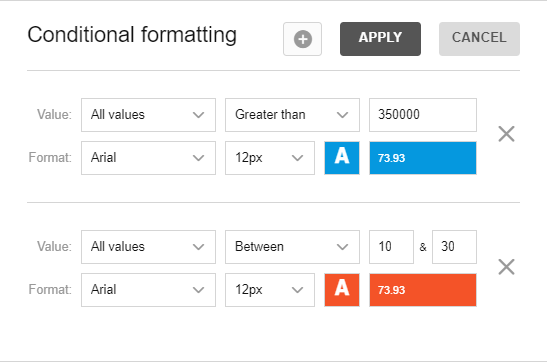 Conditional formatting APPLY CANCEL
Value: All values Greater than 350000
Format: Arial 12px A 73.93
Value: All values Between 10 & 30
Format: Arial 12px A 73.93